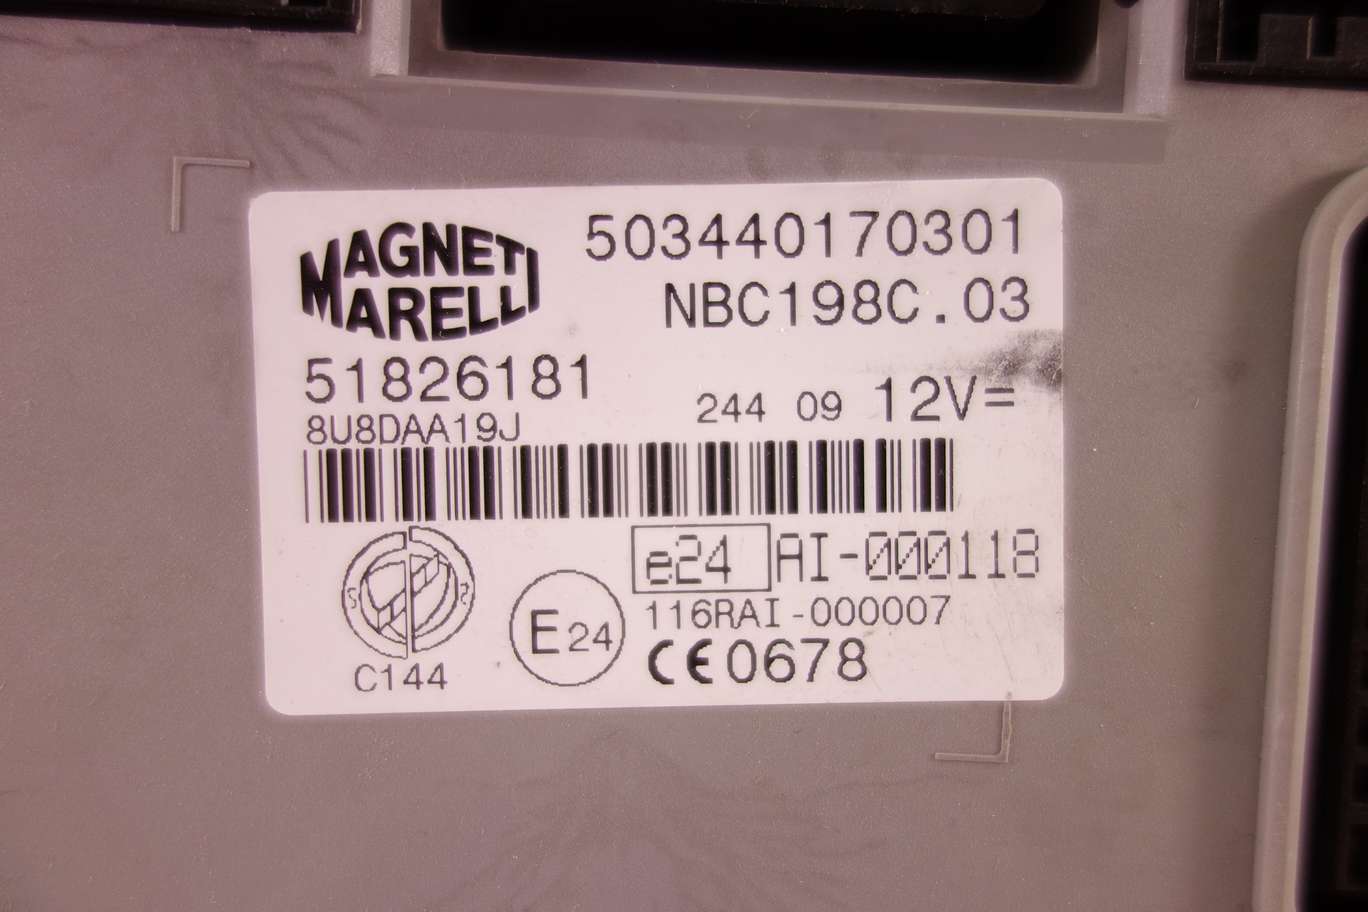 MAGNETI
MARELLI
503440170301
NBC198C.03
51826181
244 09 12V=
8U8DAA19J
e24 AI-000118
116RAI-000007
E24
CE0678
C144